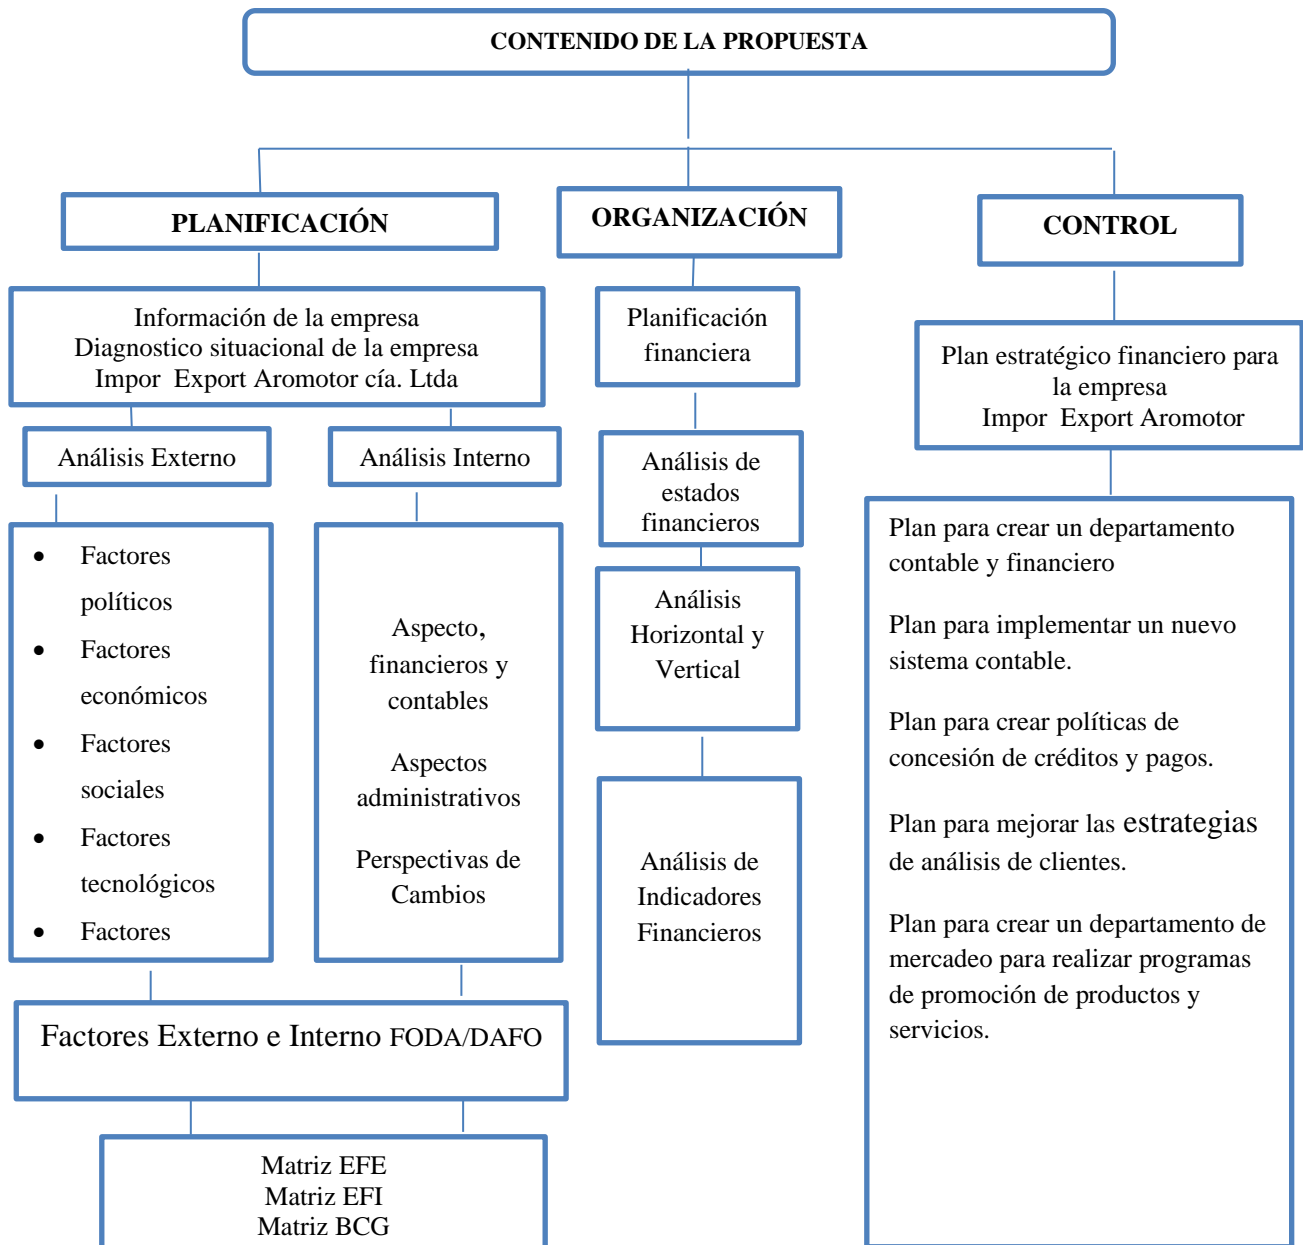 CONTENIDO DE LA PROPUESTA
PLANIFICACIÓN
Información de la empresa
Diagnostico situacional de la empresa
Impor Export Aromotor cía. Ltda
Análisis Externo
Análisis Interno
• Factores
políticos
• Factores
económicos
• Factores
sociales
• Factores
tecnológicos
• Factores
Aspecto,
financieros y
contables
Aspectos
administrativos
Perspectivas de
Cambios
Factores Externo e Interno FODA/DAFO
Matriz EFE
Matriz EFI
Matriz BCG
ORGANIZACIÓN
Planificación
financiera
Análisis de
estados
financieros
Análisis
Horizontal y
Vertical
Análisis de
Indicadores
Financieros
CONTROL
Plan estratégico financiero para
la empresa
Impor Export Aromotor
Plan para crear un departamento
contable y financiero
Plan para implementar un nuevo
sistema contable.
Plan para crear políticas de
concesión de créditos y pagos.
Plan para mejorar las estrategias
de análisis de clientes.
Plan para crear un departamento de
mercadeo para realizar programas
de promoción de productos y
servicios.